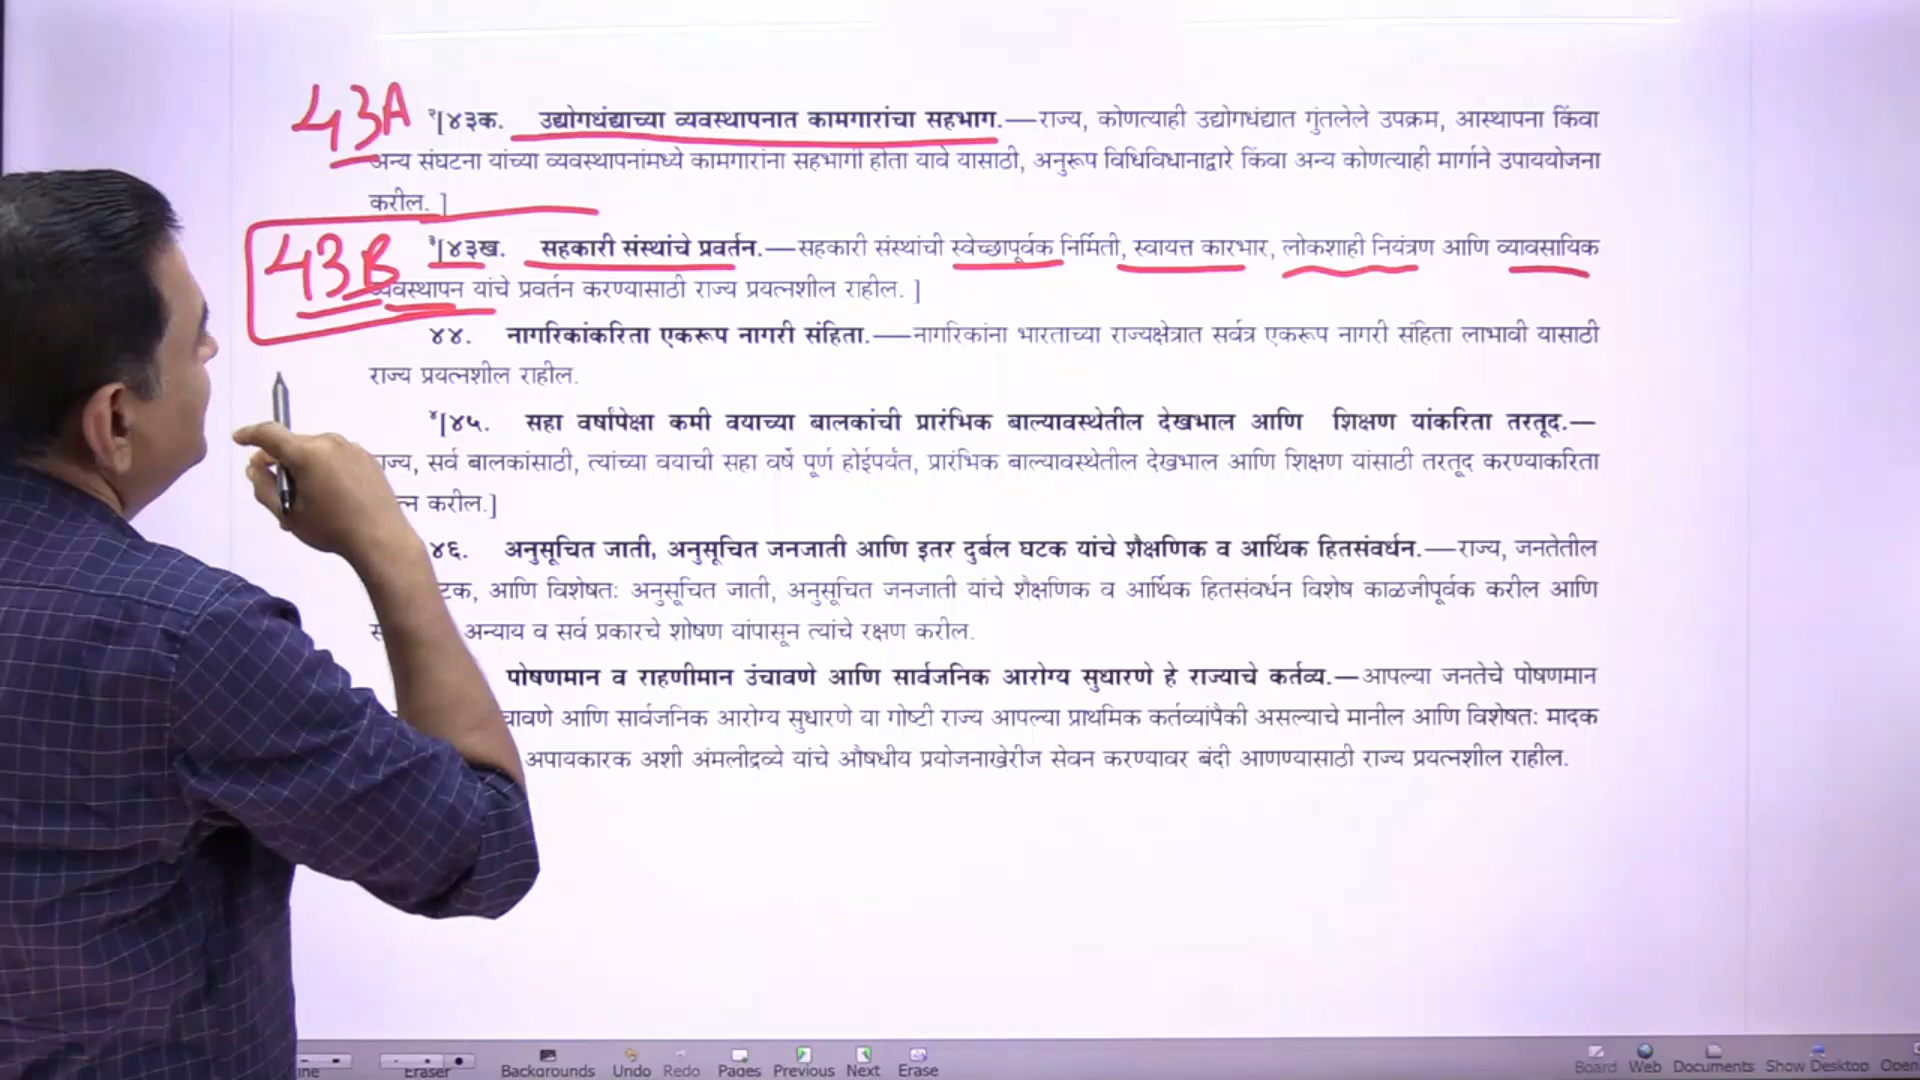 43A
²[४३क. उद्योगधंद्याच्या व्यवस्थापनात कामगारांचा सहभाग.—राज्य, कोणत्याही उद्योगधंद्यात गुंतलेले उपक्रम, आस्थापना किंवा
अन्य संघटना यांच्या व्यवस्थापनांमध्ये कामगारांना सहभागी होता यावे यासाठी, अनुरूप विधिविधानाद्वारे किंवा अन्य कोणत्याही मार्गाने उपाययोजना
करील. ]
43B
³[४३ख. सहकारी संस्थांचे प्रवर्तन.—सहकारी संस्थांची स्वेच्छापूर्वक निर्मिती, स्वायत्त कारभार, लोकशाही नियंत्रण आणि व्यावसायिक
व्यवस्थापन यांचे प्रवर्तन करण्यासाठी राज्य प्रयत्नशील राहील. ]
४४. नागरिकांकरिता एकरूप नागरी संहिता.—नागरिकांना भारताच्या राज्यक्षेत्रात सर्वत्र एकरूप नागरी संहिता लाभावी यासाठी
राज्य प्रयत्नशील राहील.
⁴[४५. सहा वर्षांपेक्षा कमी वयाच्या बालकांची प्रारंभिक बाल्यावस्थेतील देखभाल आणि शिक्षण यांकरिता तरतूद.—
राज्य, सर्व बालकांसाठी, त्यांच्या वयाची सहा वर्षे पूर्ण होईपर्यंत, प्रारंभिक बाल्यावस्थेतील देखभाल आणि शिक्षण यांसाठी तरतूद करण्याकरिता
करील.]
४६. अनुसूचित जाती, अनुसूचित जनजाती आणि इतर दुर्बल घटक यांचे शैक्षणिक व आर्थिक हितसंवर्धन.—राज्य, जनतेतील
आणि विशेषतः अनुसूचित जाती, अनुसूचित जनजाती यांचे शैक्षणिक व आर्थिक हितसंवर्धन विशेष काळजीपूर्वक करील आणि
अन्याय व सर्व प्रकारचे शोषण यांपासून त्यांचे रक्षण करील.
पोषणमान व राहणीमान उंचावणे आणि सार्वजनिक आरोग्य सुधारणे हे राज्याचे कर्तव्य.—आपल्या जनतेचे पोषणमान
आणि सार्वजनिक आरोग्य सुधारणे या गोष्टी राज्य आपल्या प्राथमिक कर्तव्यांपैकी असल्याचे मानील आणि विशेषतः मादक
अपायकारक अशी अंमलीद्रव्ये यांचे औषधीय प्रयोजनाखेरीज सेवन करण्यावर बंदी आणण्यासाठी राज्य प्रयत्नशील राहील.
Eraser Backgrounds Undo Redo Pages Previous Next Erase Board Web Documents Show Desktop Open